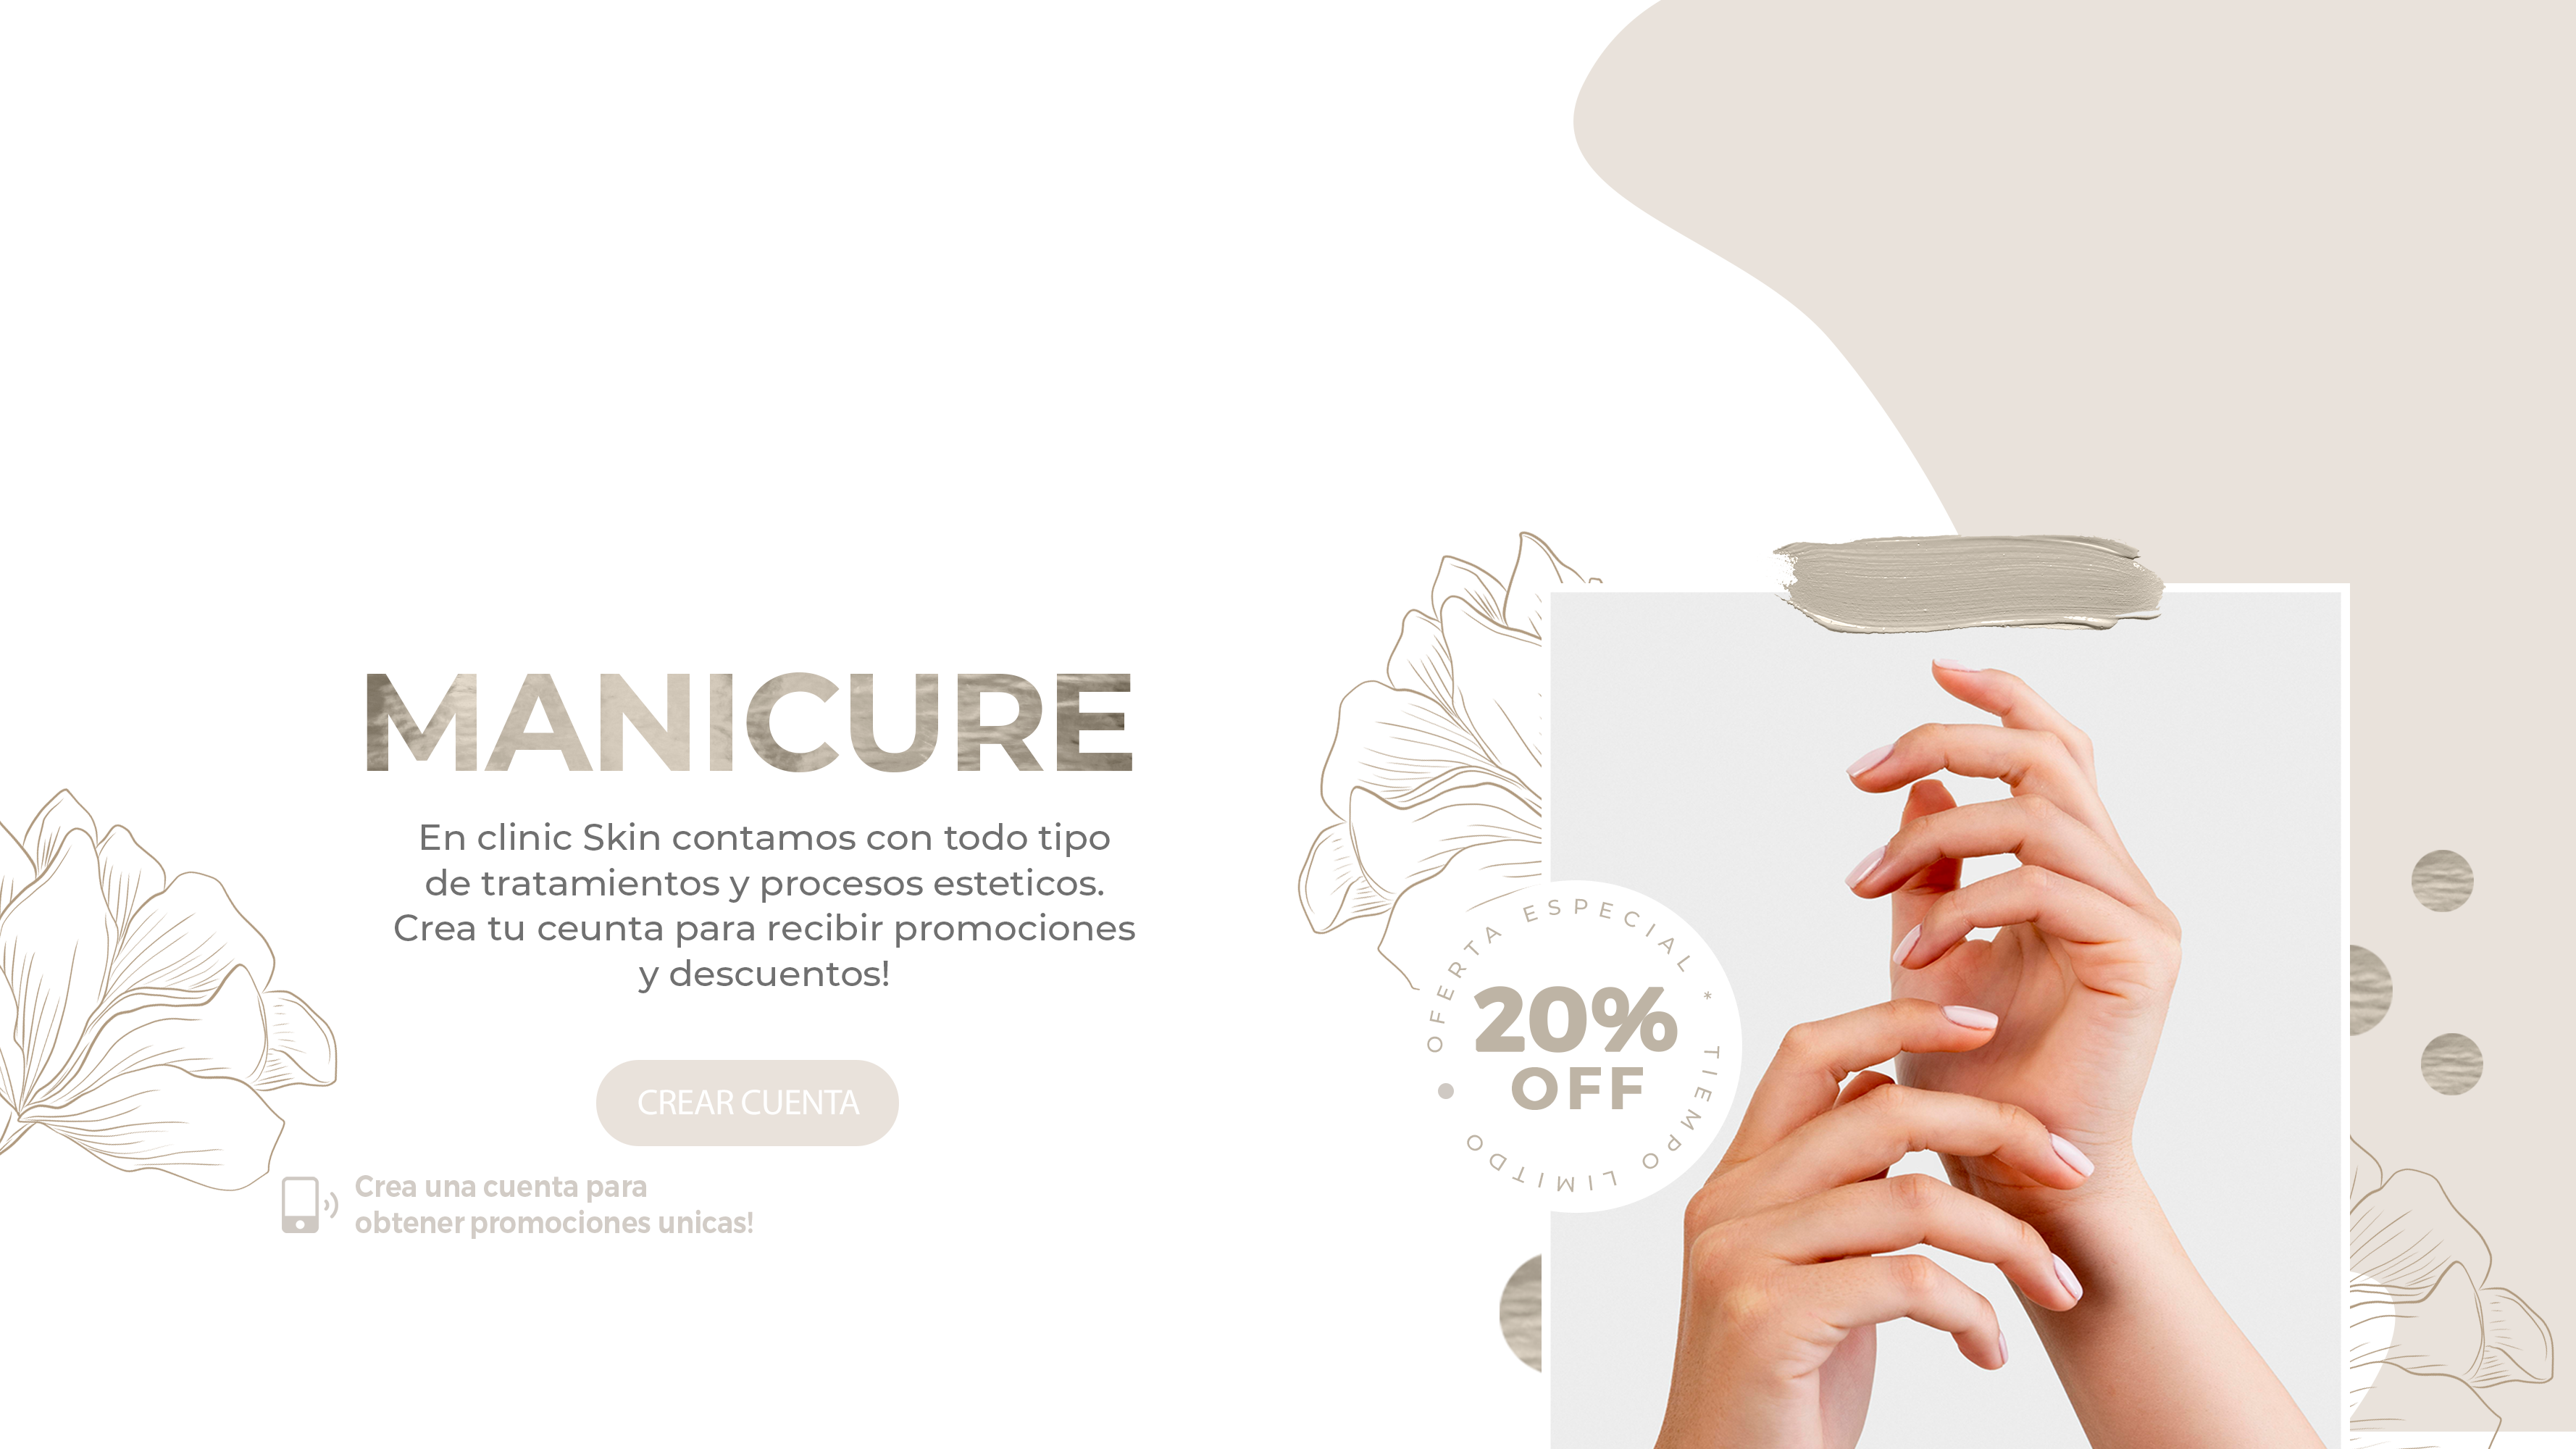 MANICURE
En clinic Skin contamos con todo tipo
de tratamientos y procesos esteticos.
Crea tu ceunta para recibir promociones
y descuentos!
CREAR CUENTA
Crea una cuenta para
obtener promociones unicas!
OFERTA ESPECIAL * TIEMPO LIMITDO
20%
OFF